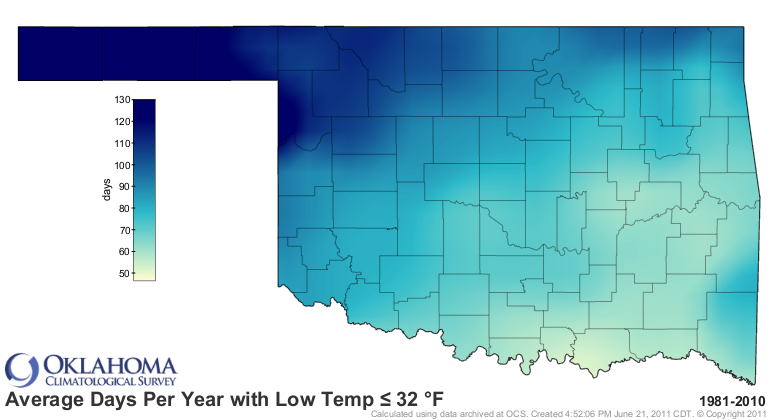 130
120
110
100
90
80
70
60
50
days
OKLAHOMA
CLIMATOLOGICAL SURVEY
Average Days Per Year with Low Temp ≤ 32 °F
1981-2010
Calculated using data archived at OCS. Created 4:52:06 PM June 21, 2011 CDT. © Copyright 2011